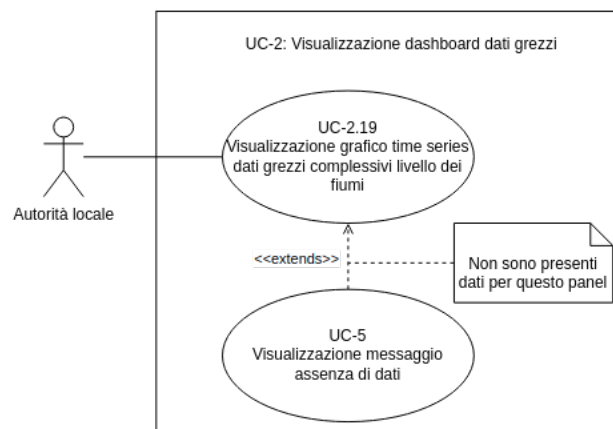 UC-2: Visualizzazione dashboard dati grezzi
UC-2.19
Visualizzazione grafico time series
dati grezzi complessivi livello dei
fiumi
Autorità locale
<<extends>>
Non sono presenti
dati per questo panel
UC-5
Visualizzazione messaggio
assenza di dati